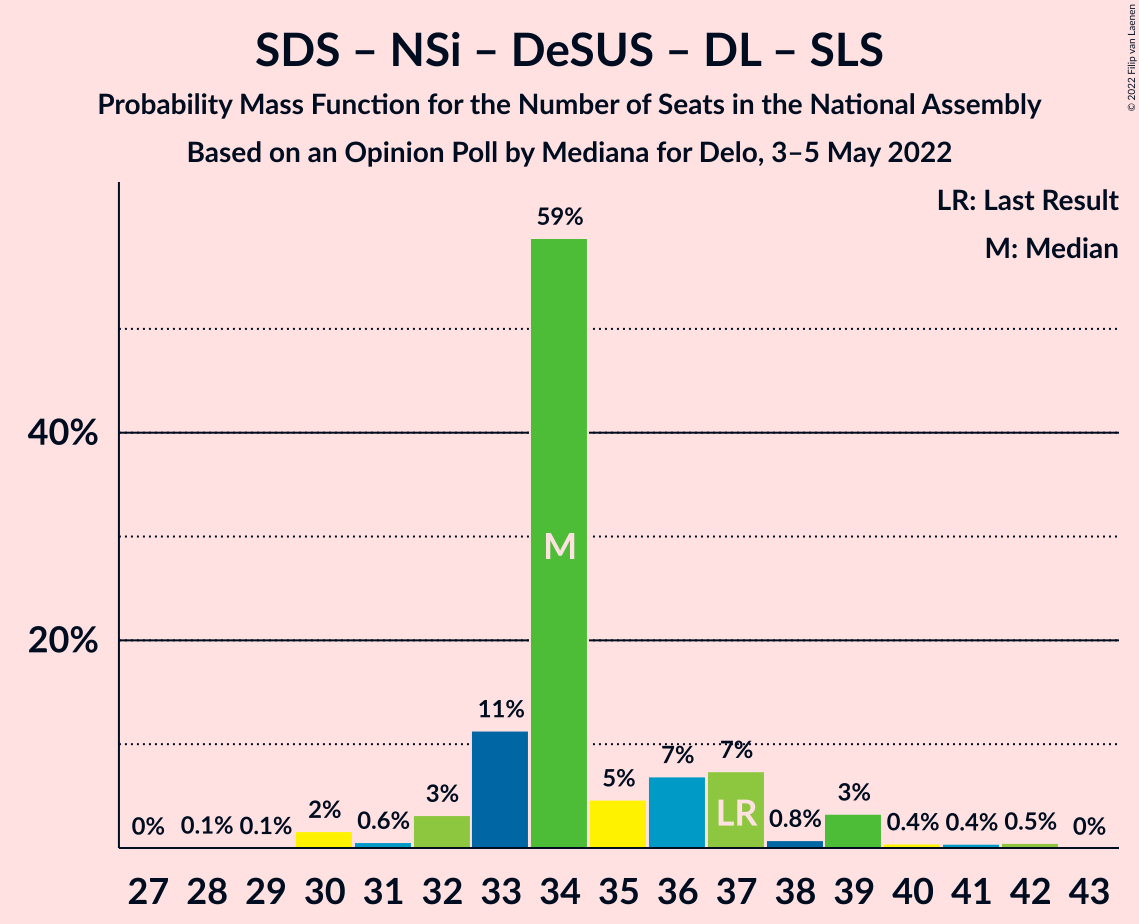 SDS – NSi – DeSUS – DL – SLS
Probability Mass Function for the Number of Seats in the National Assembly
Based on an Opinion Poll by Mediana for Delo, 3–5 May 2022
© 2022 Filip van Laenen
LR: Last Result
M: Median
59%
40%
M
20%
11%
7%
7%
5%
3%
LR
3%
2%
0.6%
0.8%
0%
0.1%
0.1%
0.4%
0.4%
0.5%
0%
27 28 29 30 31 32 33 34 35 36 37 38 39 40 41 42 43